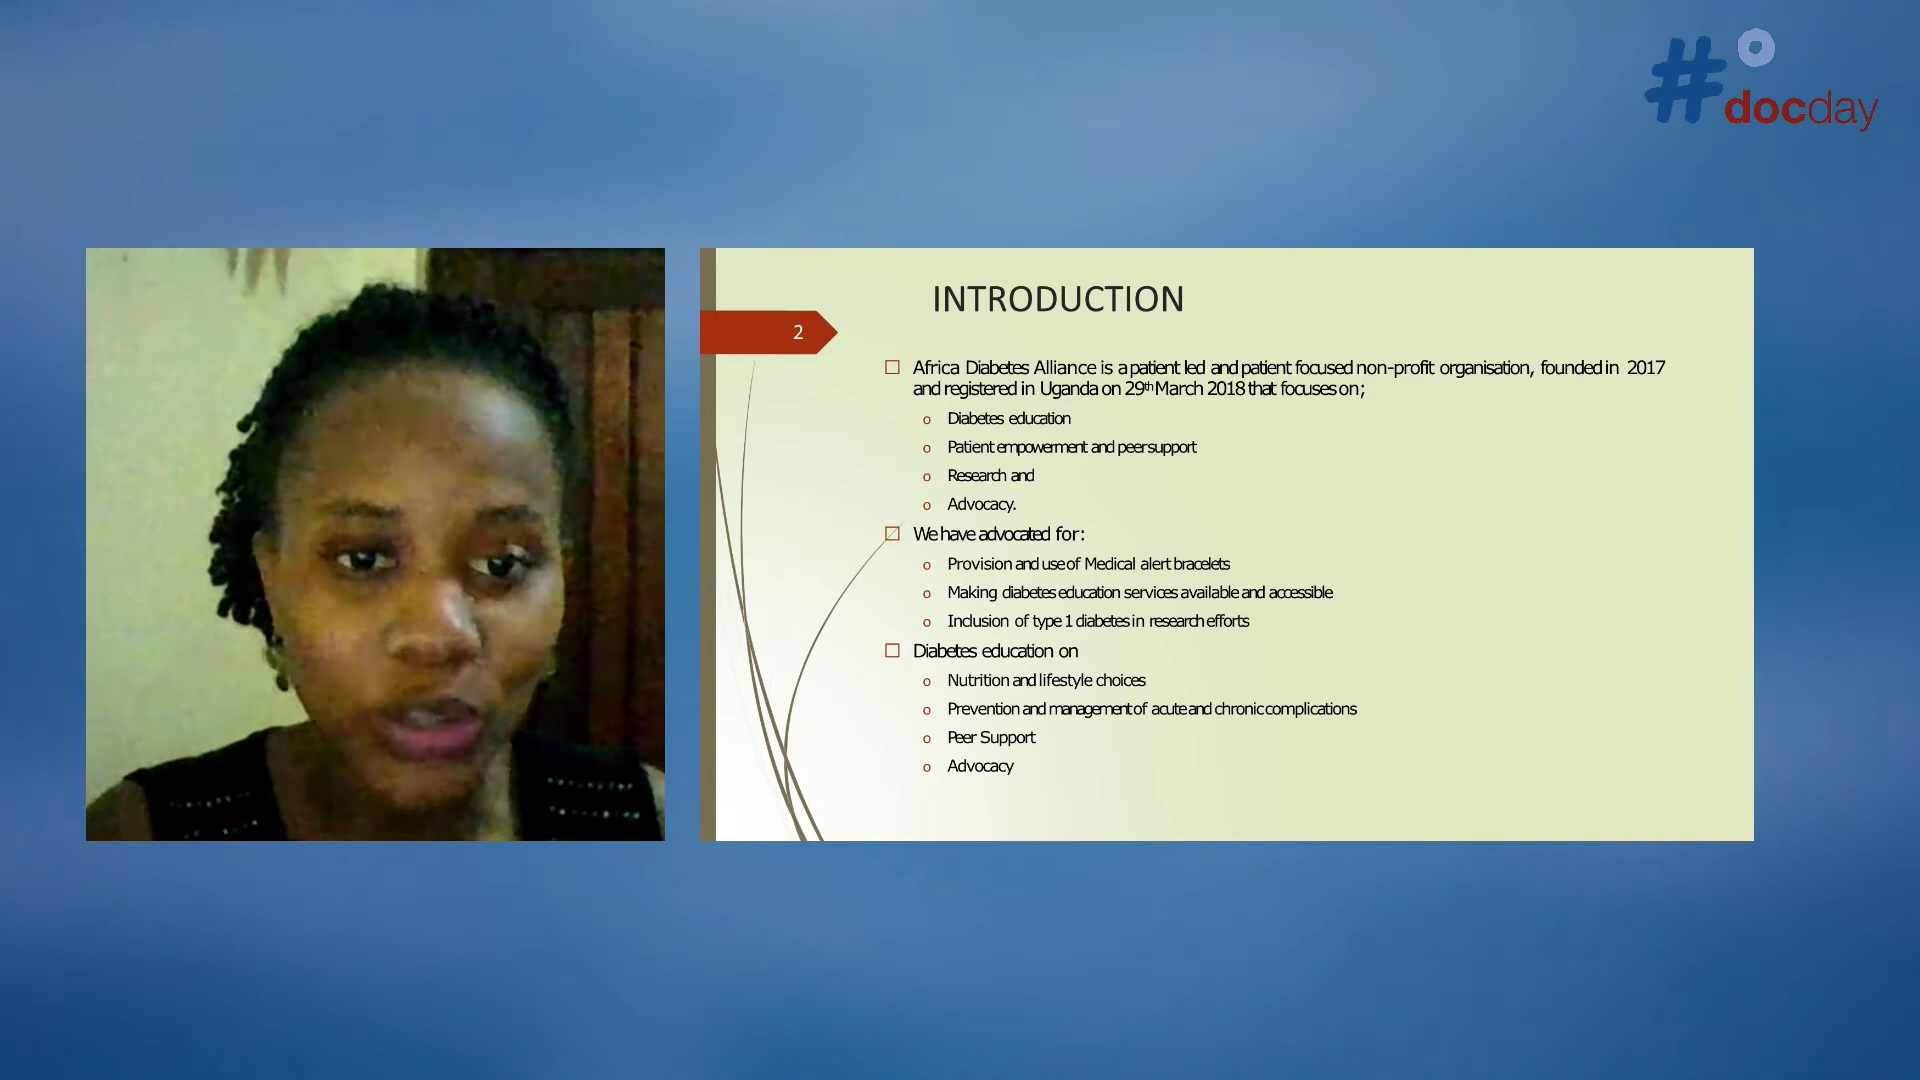 #docday
INTRODUCTION
2
Africa Diabetes Alliance is a patient led and patient focused non-profit organisation, founded in 2017
and registered in Uganda on 29th March 2018 that focuses on;
o Diabetes education
o Patient empowerment and peer support
o Research and
o Advocacy.
We have advocated for:
o Provision and use of Medical alert bracelets
o Making diabetes education services available and accessible
o Inclusion of type 1 diabetes in research efforts
Diabetes education on
o Nutrition and lifestyle choices
o Prevention and management of acute and chronic complications
o Peer Support
o Advocacy